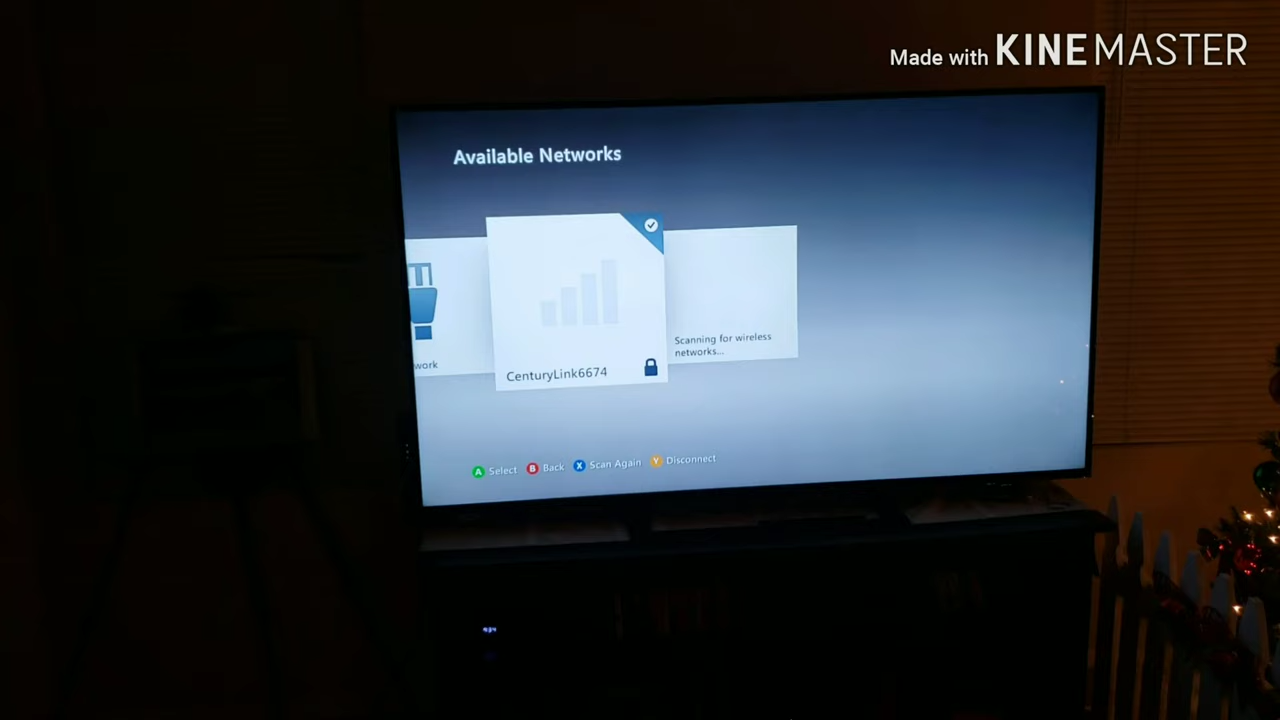 Made with KINEMASTER
Available Networks
work
CenturyLink6674
Scanning for wireless
networks...
A Select B Back X Scan Again Y Disconnect